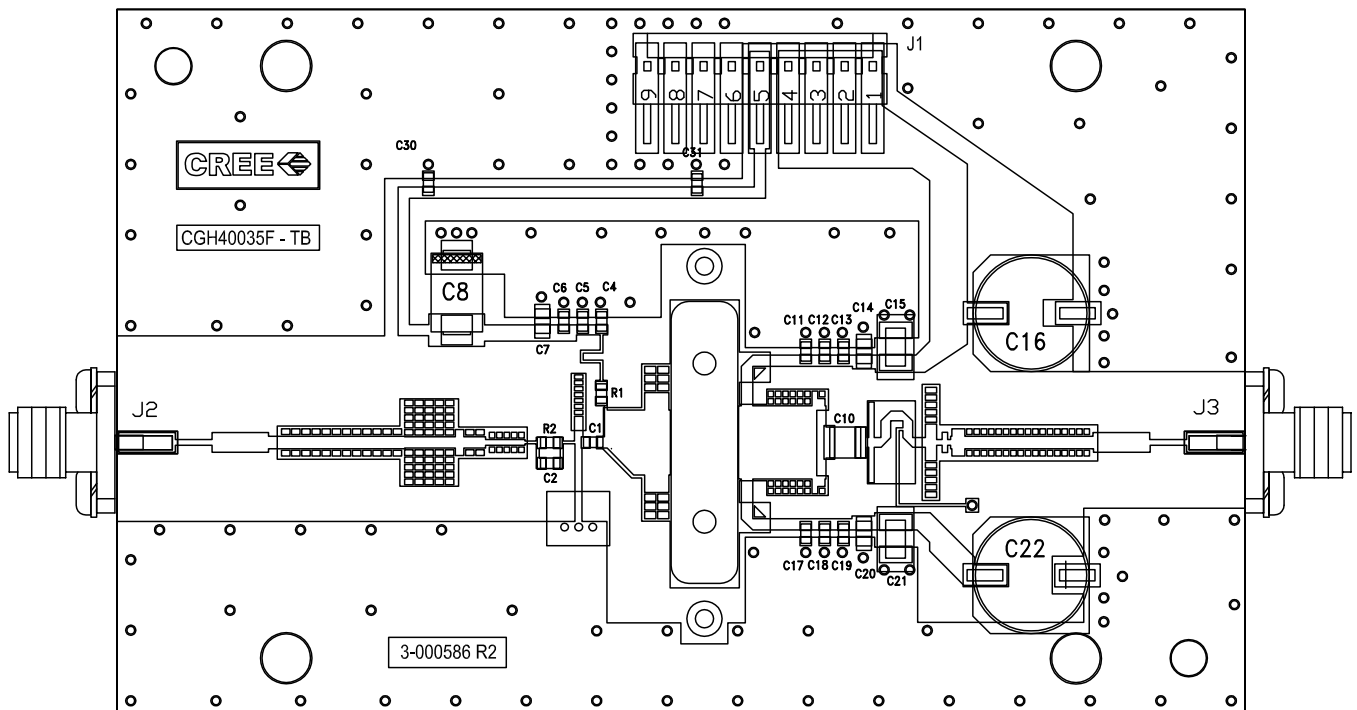 J1
9 8 7 6 5 4 3 2 1
C30
C31
CREE
CGH40035F - TB
C8
C6
C5
C4
C7
C11
C12
C13
C14
C15
C16
J2
R1
R2
C1
C10
J3
C2
C17
C18
C19
C20
C21
C22
3-000586 R2